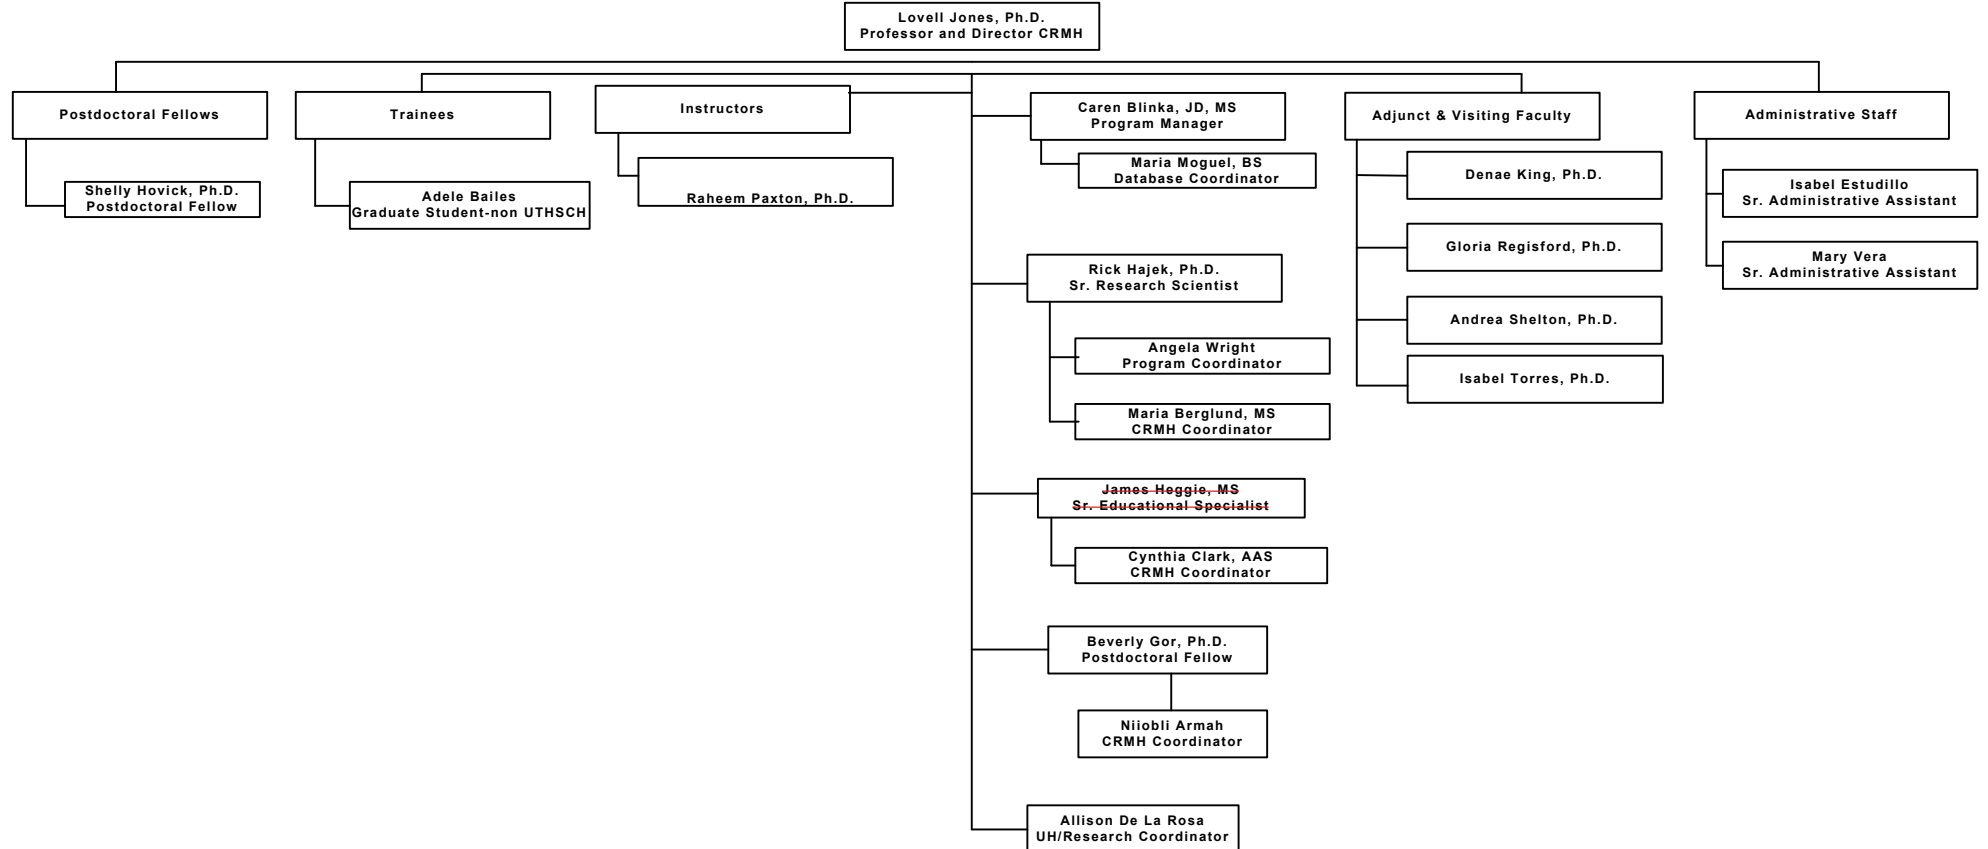 Lovell Jones, Ph.D.
Professor and Director CRMH
Postdoctoral Fellows
Shelly Hovick, Ph.D.
Postdoctoral Fellow
Trainees
Adele Bailes
Graduate Student-non UTHSCH
Instructors
Raheem Paxton, Ph.D.
Caren Blinka, JD, MS
Program Manager
Maria Moguel, BS
Database Coordinator
Rick Hajek, Ph.D.
Sr. Research Scientist
Angela Wright
Program Coordinator
Maria Berglund, MS
CRMH Coordinator
James Heggie, MS
Sr. Educational Specialist
Cynthia Clark, AAS
CRMH Coordinator
Beverly Gor, Ph.D.
Postdoctoral Fellow
Niiobli Armah
CRMH Coordinator
Allison De La Rosa
UH/Research Coordinator
Adjunct & Visiting Faculty
Denae King, Ph.D.
Gloria Regisford, Ph.D.
Andrea Shelton, Ph.D.
Isabel Torres, Ph.D.
Administrative Staff
Isabel Estudillo
Sr. Administrative Assistant
Mary Vera
Sr. Administrative Assistant